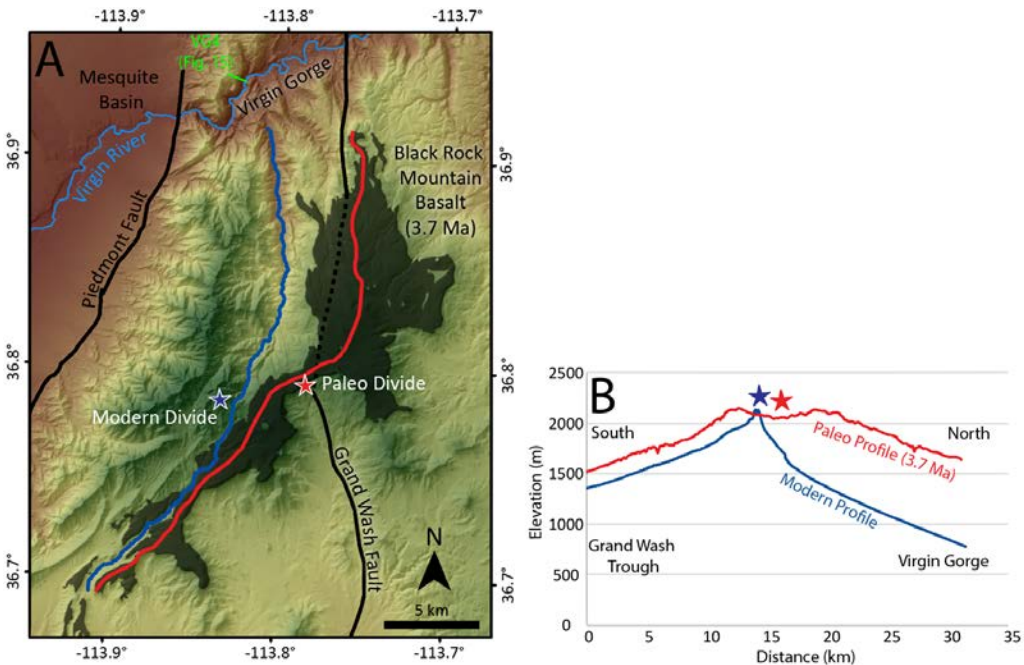 -113.9°
-113.8°
-113.7°
A
Mesquite
Basin
Virgin Gorge
Virgin River
Piedmont Fault
36.9°
36.9°
Black Rock
Mountain
Basalt
(3.7 Ma)
36.8°
36.8°
Paleo Divide
Modern Divide
Grand Wash Fault
N
5 km
36.7°
36.7°
-113.9°
-113.8°
-113.7°
B
2500
2000
1500
1000
500
0
Elevation (m)
South
North
Paleo Profile (3.7 Ma)
Modern Profile
Grand Wash
Trough
Virgin Gorge
0
5
10
15
20
25
30
35
Distance (km)